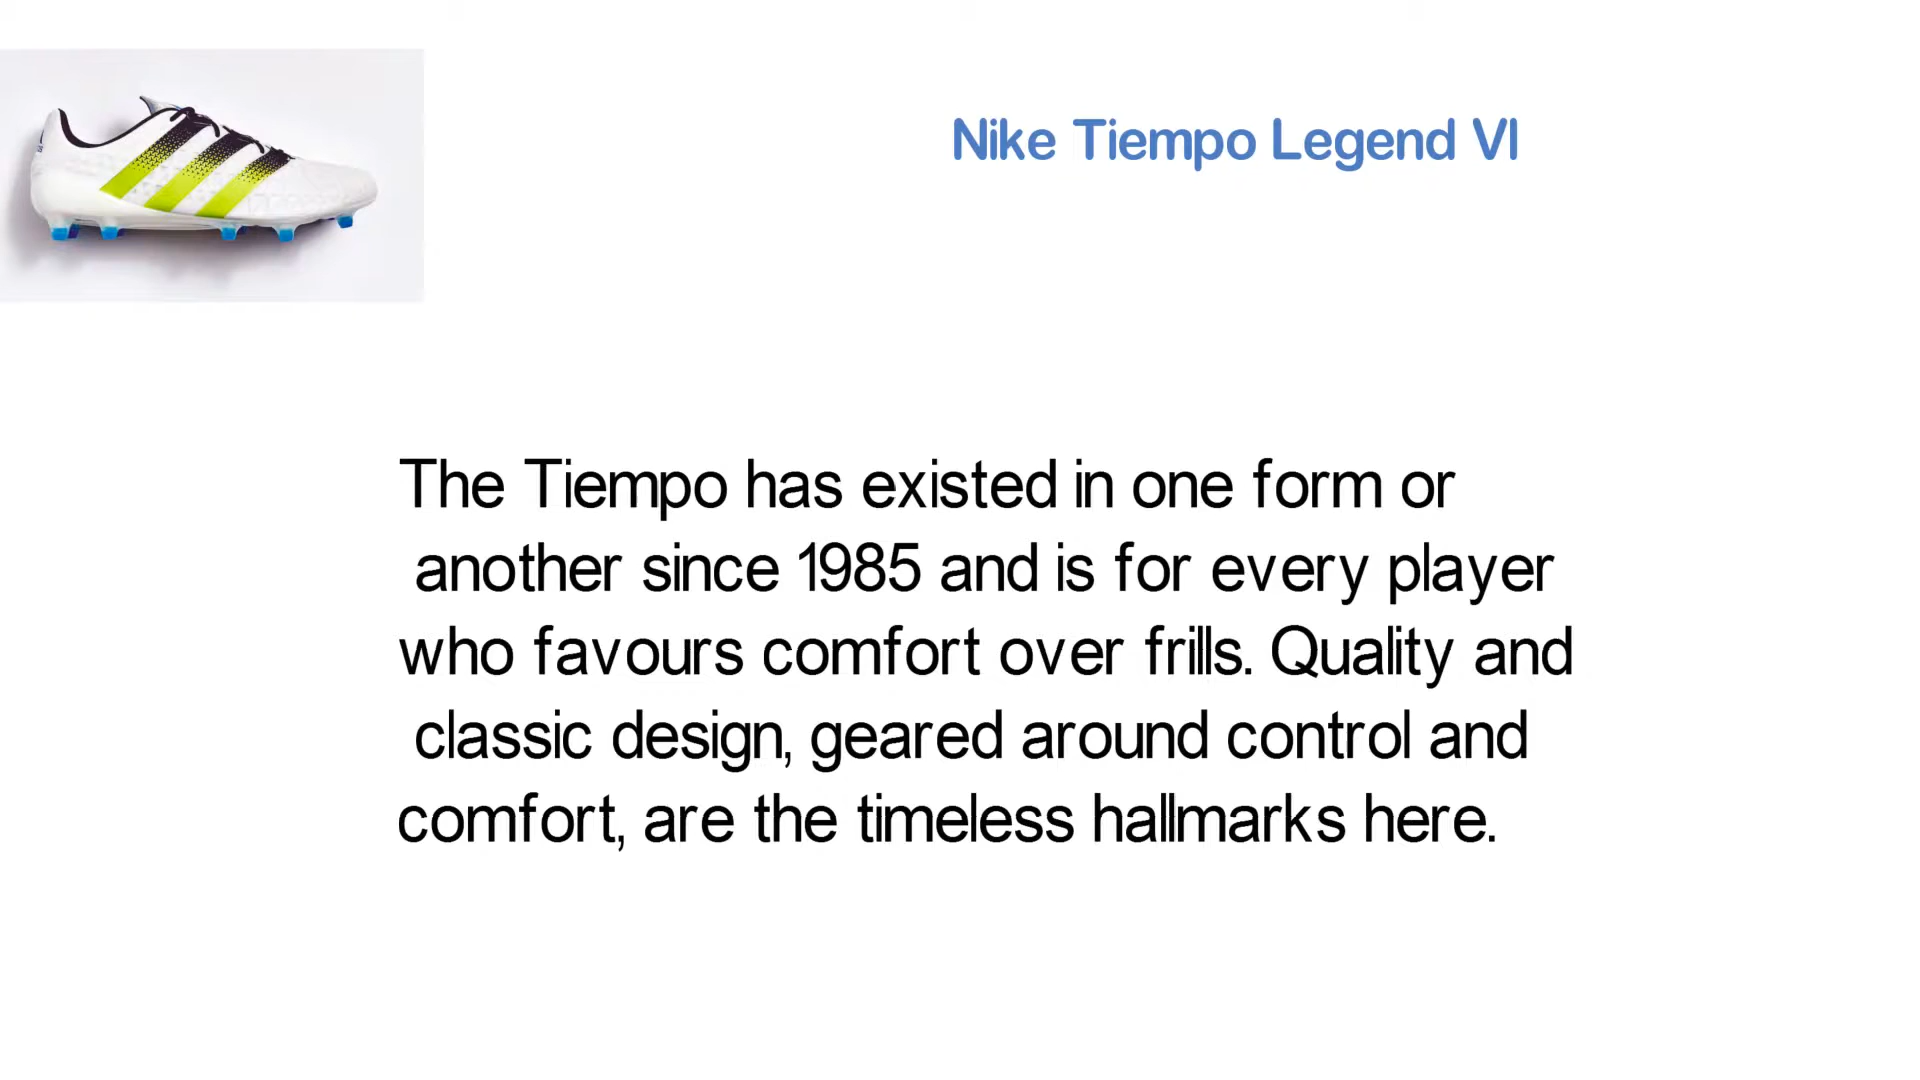 Nike Tiempo Legend VI
The Tiempo has existed in one form or
another since 1985 and is for every player
who favours comfort over frills. Quality and
classic design, geared around control and
comfort, are the timeless hallmarks here.